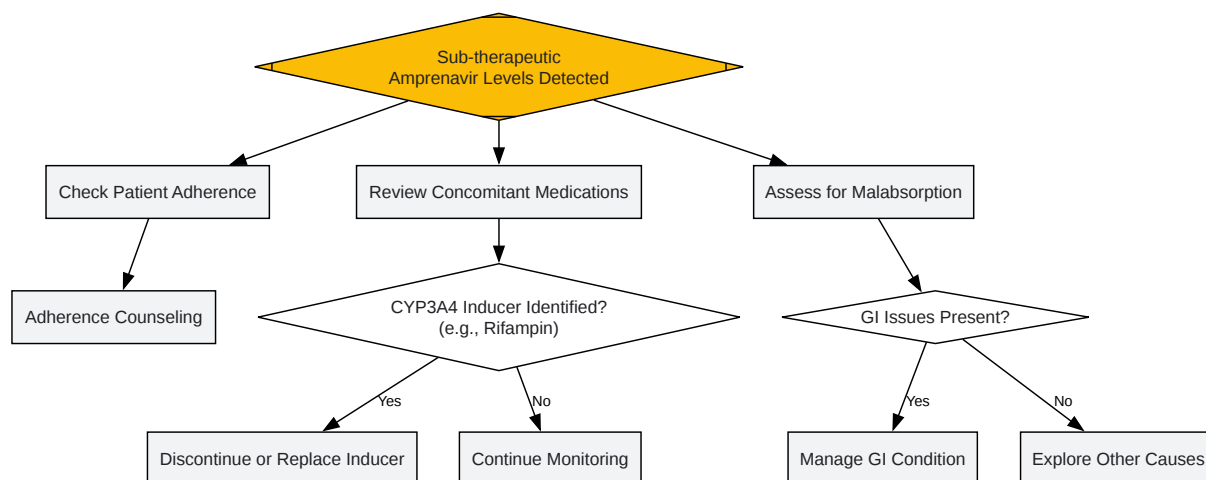 Sub-therapeutic
Amprenavir Levels Detected
Check Patient Adherence
Review Concomitant Medications
Assess for Malabsorption
Adherence Counseling
CYP3A4 Inducer Identified?
(e.g., Rifampin)
GI Issues Present?
Yes
No
Yes
No
Discontinue or Replace Inducer
Continue Monitoring
Manage GI Condition
Explore Other Causes